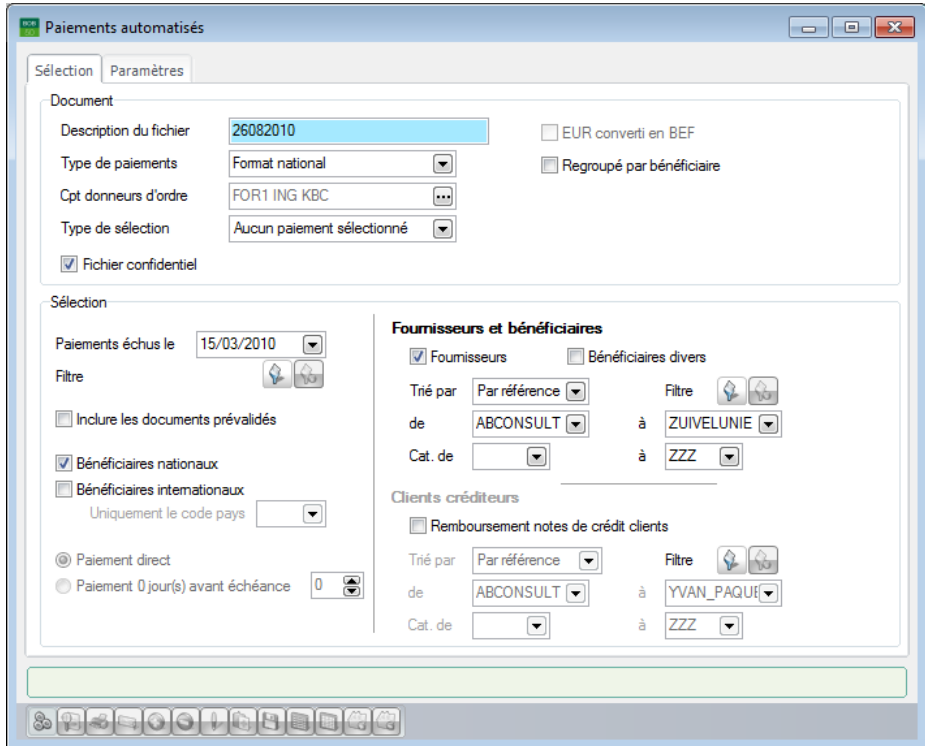 BOB 50 Paiements automatisés
Sélection Paramètres
Document
Description du fichier 26082010 EUR converti en BEF
Type de paiements Format national Regroupé par bénéficiaire
Cpt donneurs d'ordre FOR1 ING KBC ...
Type de sélection Aucun paiement sélectionné
Fichier confidentiel
Sélection
Paiements échus le 15/03/2010
Filtre
Inclure les documents prévalidés
Bénéficiaires nationaux
Bénéficiaires internationaux
Uniquement le code pays
Paiement direct
Paiement 0 jour(s) avant échéance 0
Fournisseurs et bénéficiaires
Fournisseurs Bénéficiaires divers
Trié par Par référence Filtre
de ABCONSULT à ZUIVELUNIE
Cat. de à ZZZ
Clients créditeurs
Remboursement notes de crédit clients
Trié par Par référence Filtre
de ABCONSULT à YVAN_PAQUE
Cat. de à ZZZ